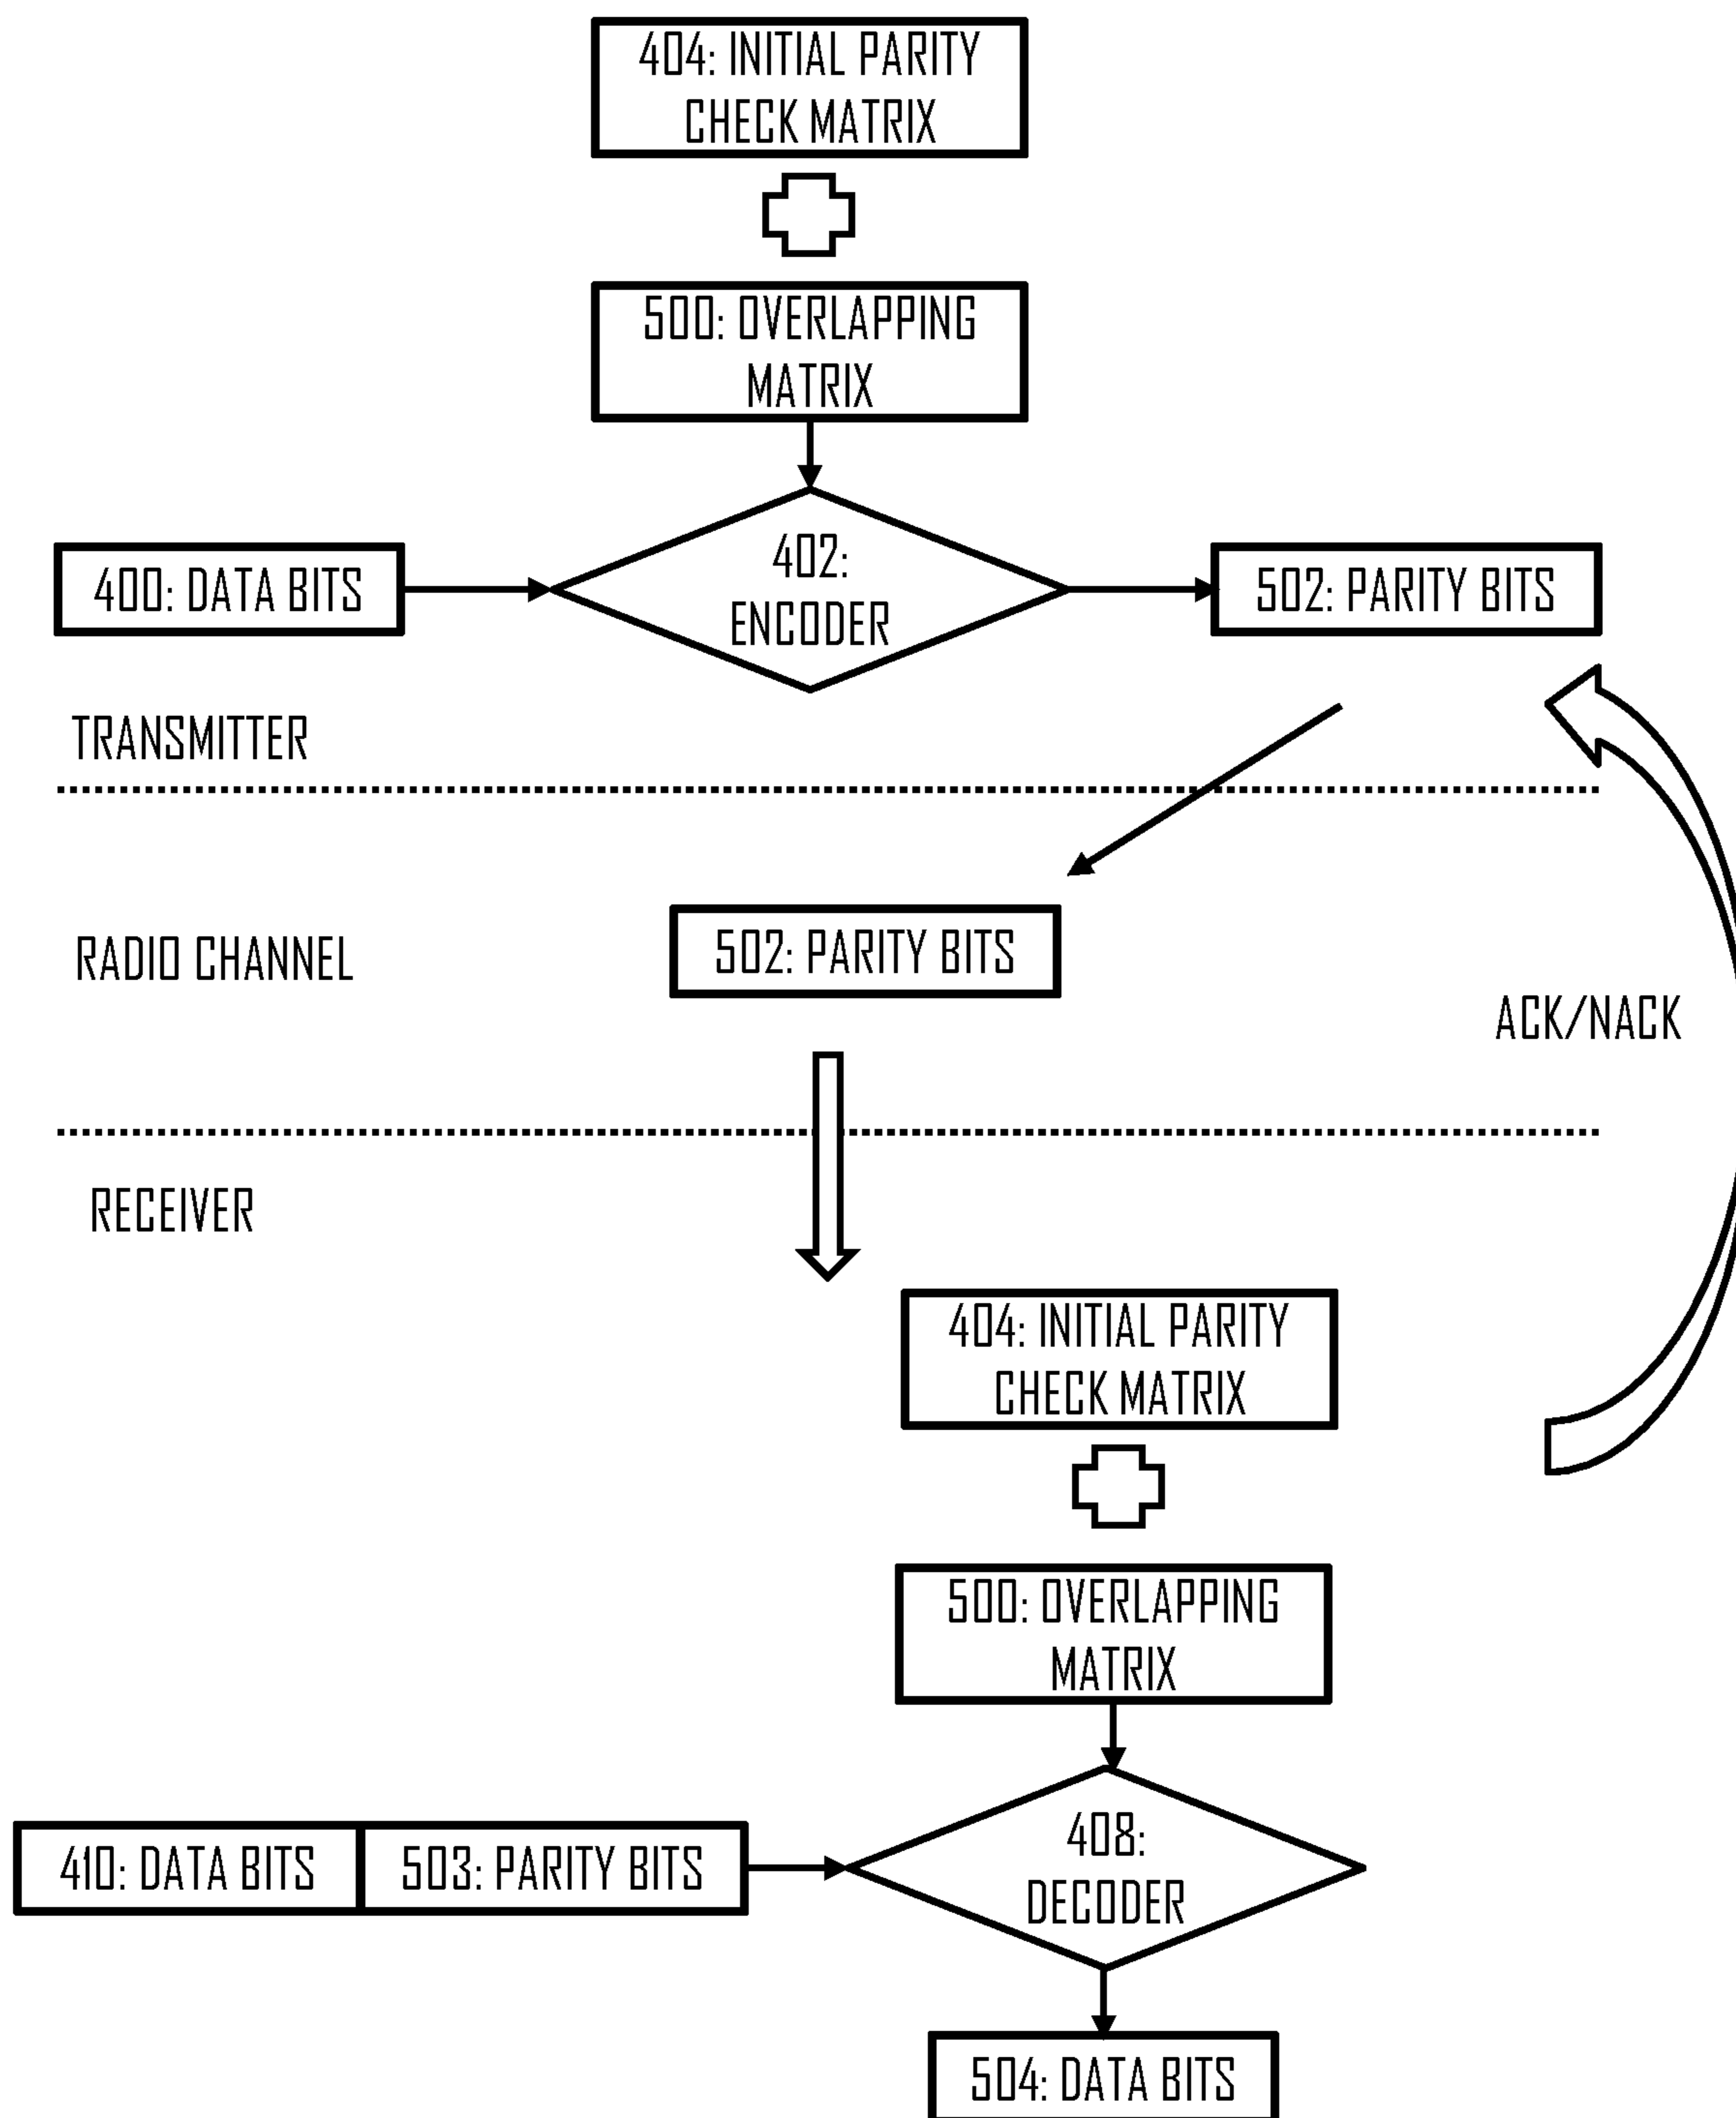 404: INITIAL PARITY
CHECK MATRIX
500: OVERLAPPING
MATRIX
400: DATA BITS
402:
ENCODER
502: PARITY BITS
TRANSMITTER
RADIO CHANNEL
502: PARITY BITS
ACK/NACK
RECEIVER
404: INITIAL PARITY
CHECK MATRIX
500: OVERLAPPING
MATRIX
410: DATA BITS
503: PARITY BITS
408:
DECODER
504: DATA BITS